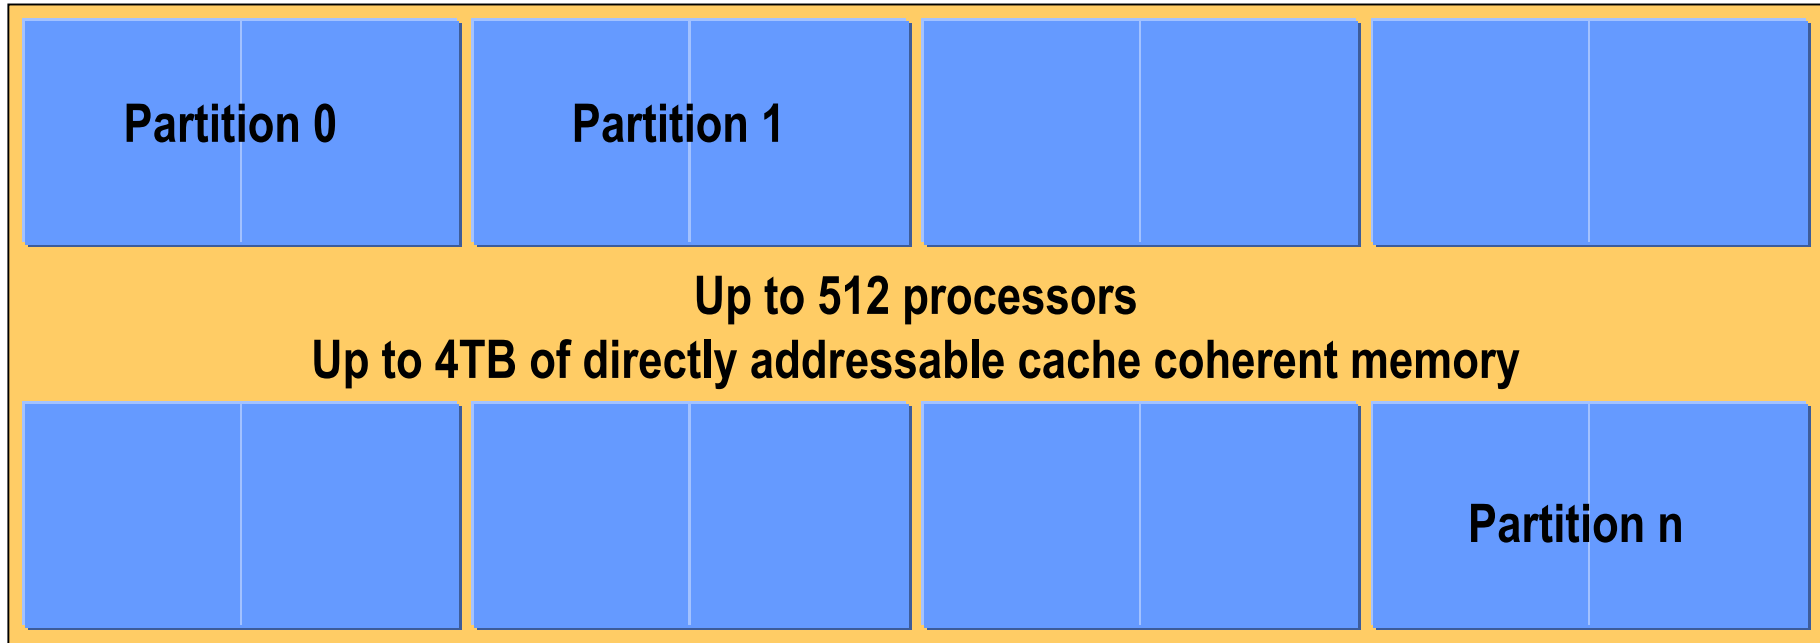 Partition 0
Partition 1
Up to 512 processors
Up to 4TB of directly addressable cache coherent memory
Partition n